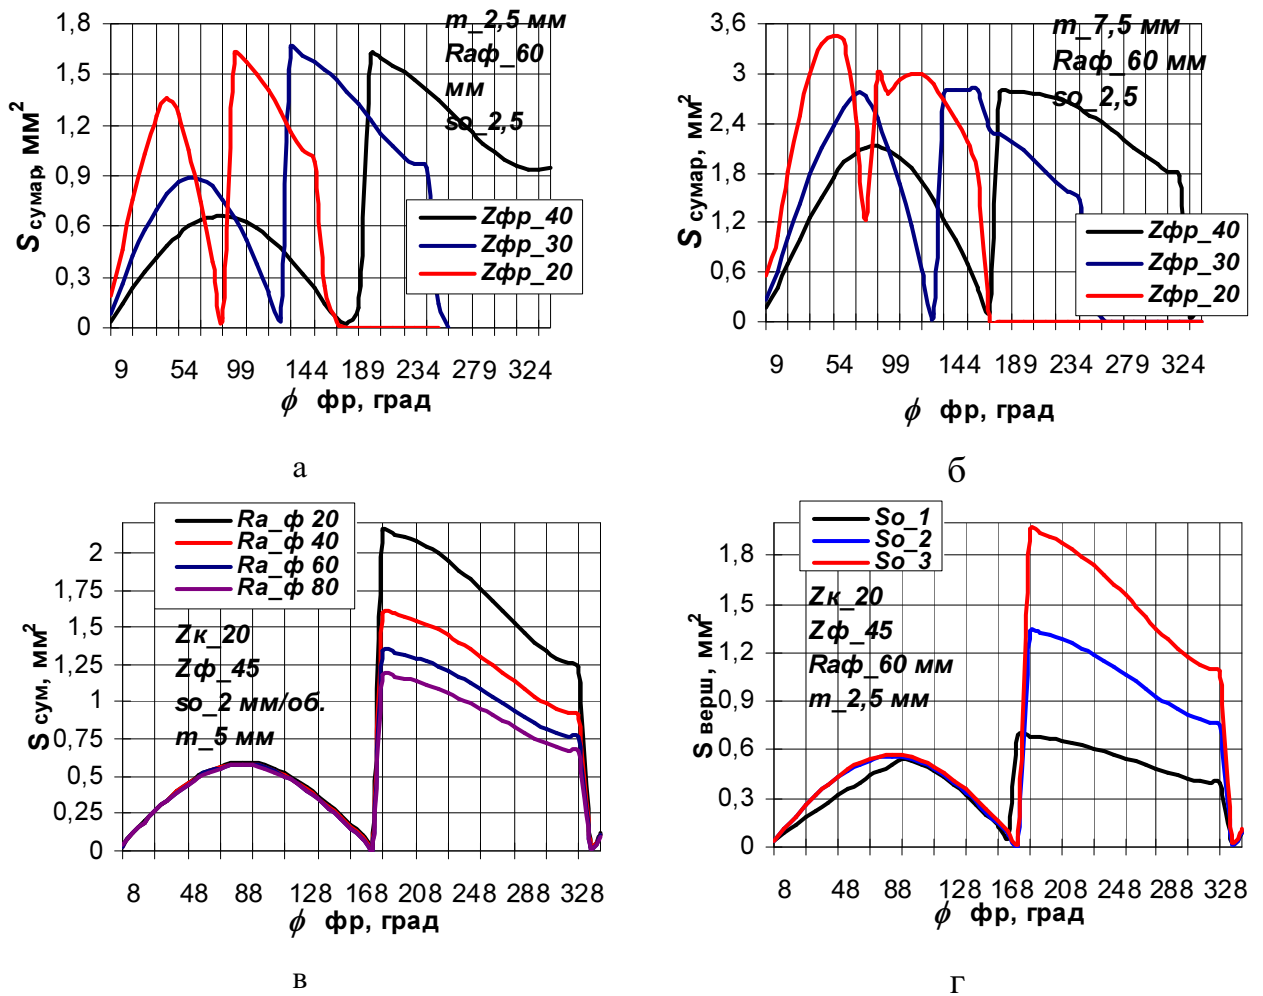 1,8
1,5
1,2
0,9
0,6
0,3
0
Sсумар, мм2
m_2,5 мм
Rаф_60
мм
so_2,5
Zфр_40
Zфр_30
Zфр_20
9 54 99 144 189 234 279 324
ϕ фр, град
а
3,6
3
2,4
1,8
1,2
0,6
0
Sсумар, мм2
m_7,5 мм
Rаф_60 мм
so_2,5
Zфр_40
Zфр_30
Zфр_20
9 54 99 144 189 234 279 324
ϕ фр, град
б
2
1,75
1,5
1,25
1
0,75
0,5
0,25
0
Sсум, мм2
Ra_ф 20
Ra_ф 40
Ra_ф 60
Ra_ф 80
Zк_20
Zф_45
so_2 мм/об.
m_5 мм
8 48 88 128 168 208 248 288 328
ϕ фр, град
в
1,8
1,5
1,2
0,9
0,6
0,3
0
S верш, мм2
So_1
So_2
So_3
Zк_20
Zф_45
Rаф_60 мм
m_2,5 мм
8 48 88 128 168 208 248 288 328
ϕ фр, град
г